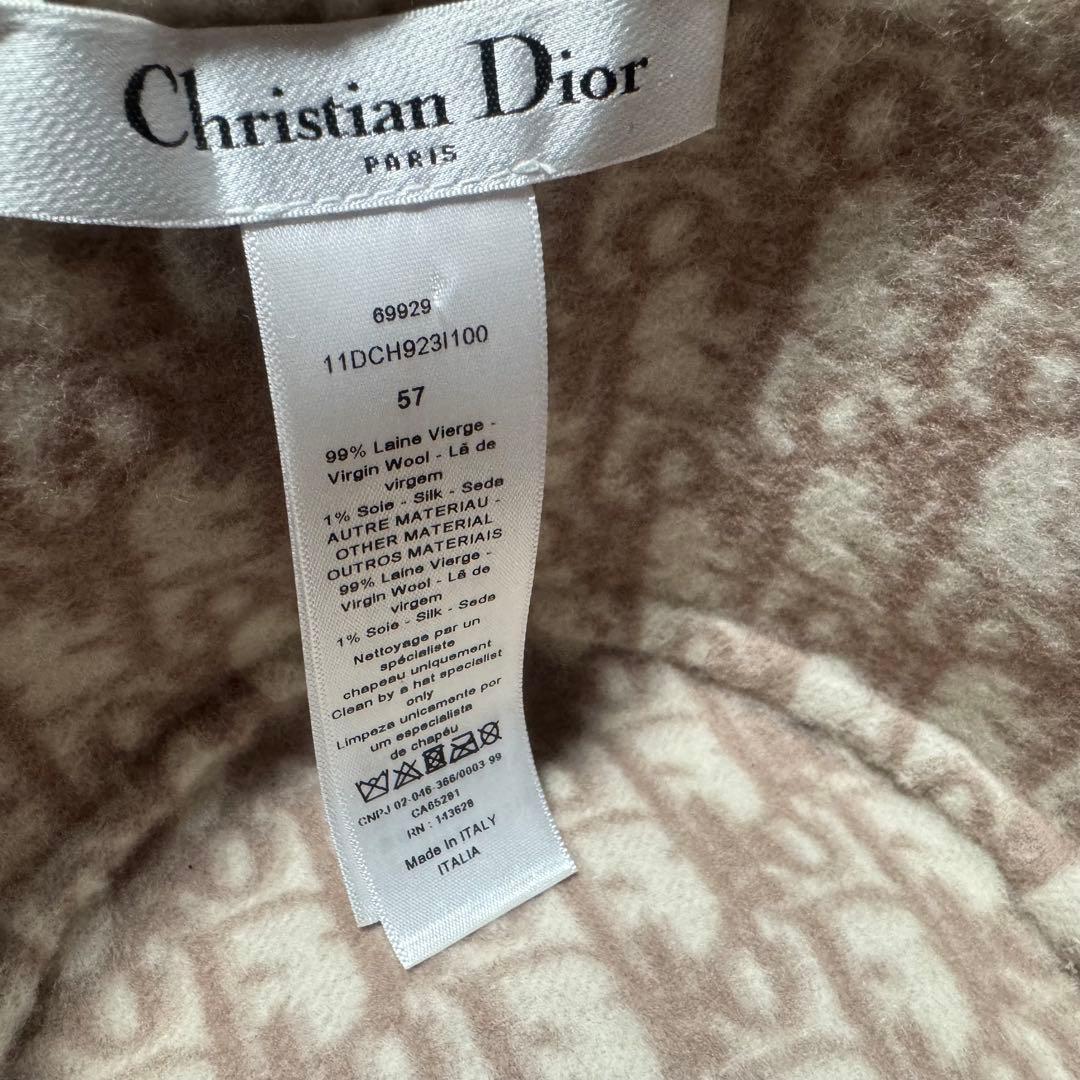 Christian Dior
PARIS
69929
11DCH923I100
57
99% Laine Vierge -
Virgin Wool - Lã de
virgem
1% Soie - Silk - Seda
AUTRE MATERIAU -
OTHER MATERIAL
OUTROS MATERIAIS
99% Laine Vierge -
Virgin Wool - Lã de
virgem
1% Soie - Silk - Seda
Nettoyage par un
spécialiste
chapeau uniquement
Clean by a hat specialist
only
Limpeza unicamente por
um especialista
de chapéu
CNPJ 02-046-366/0003-99
CA65281
RN : 143628
Made In ITALY
ITALIA